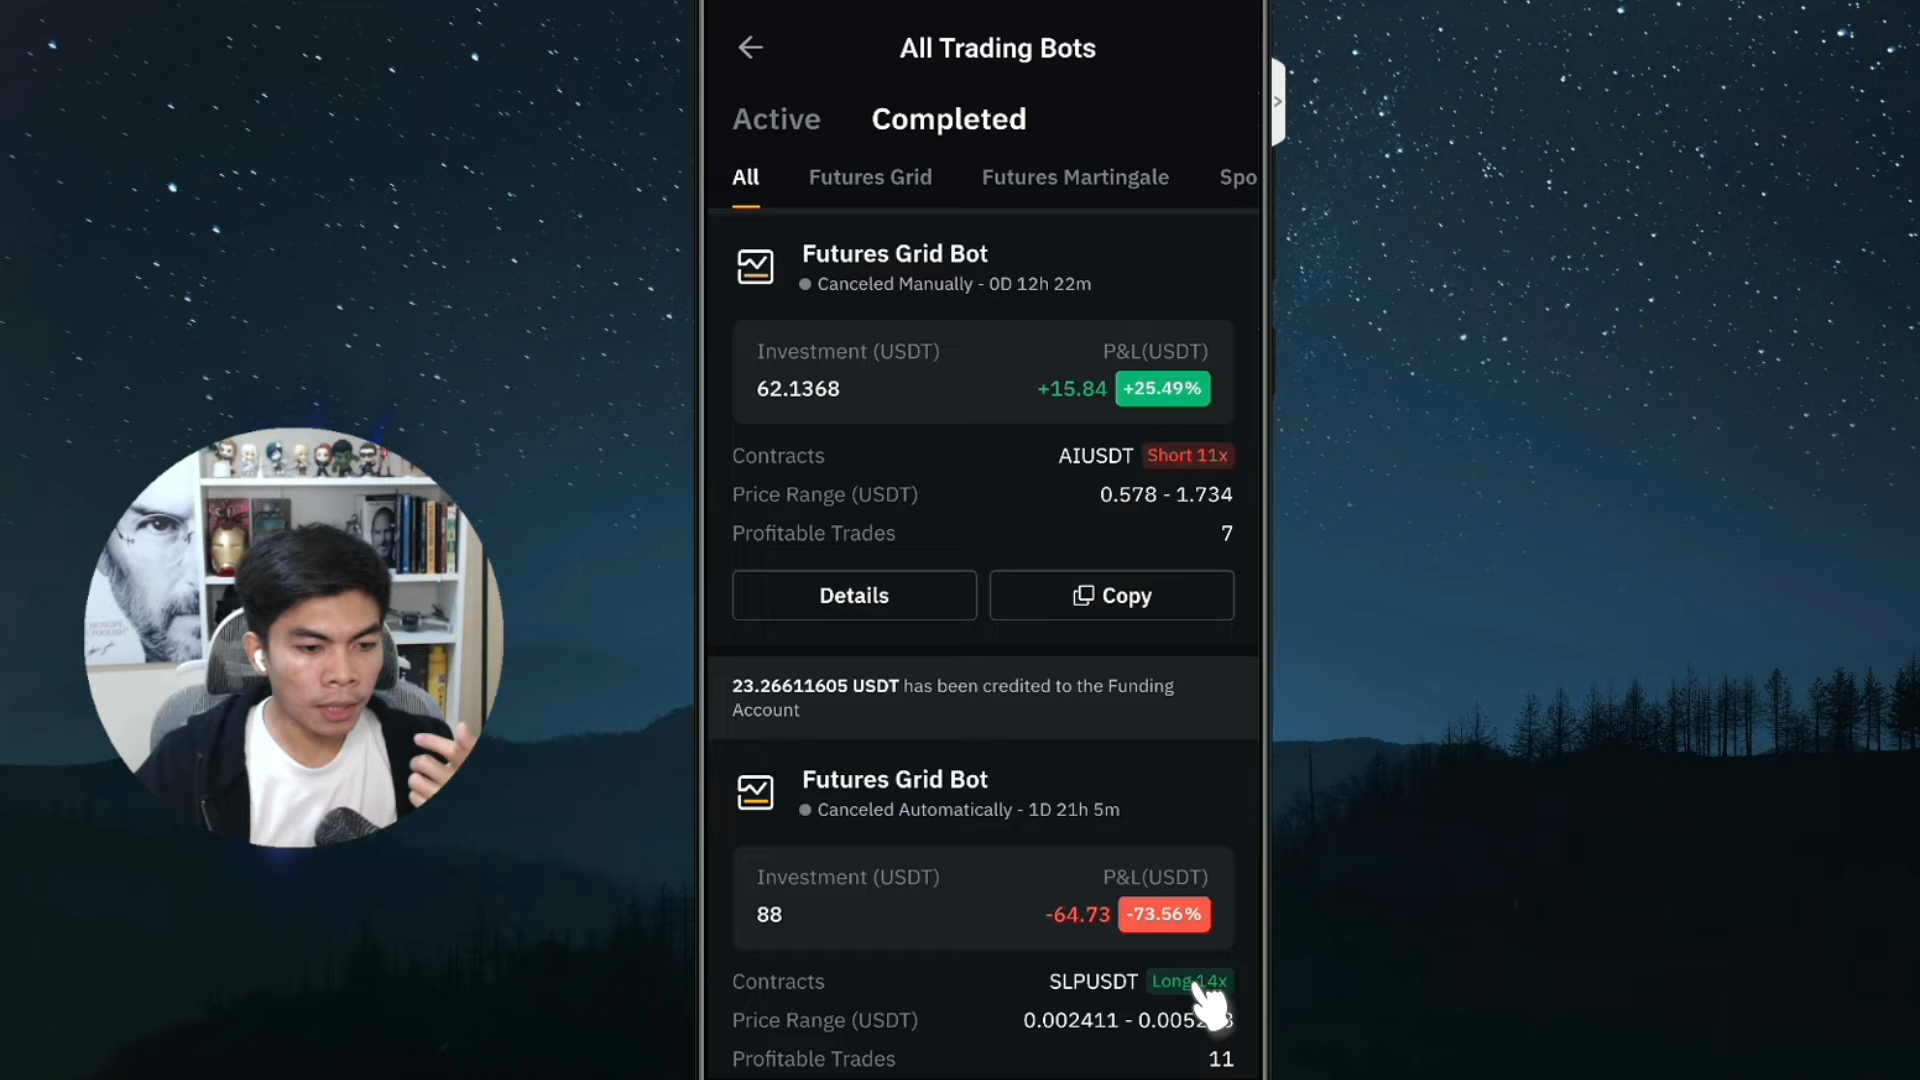 All Trading Bots
Active Completed
All Futures Grid Futures Martingale Spo
Futures Grid Bot
Canceled Manually - 0D 12h 22m
Investment (USDT) P&L(USDT)
62.1368 +15.84 +25.49%
Contracts AIUSDT Short 11x
Price Range (USDT) 0.578 - 1.734
Profitable Trades 7
Details Copy
23.26611605 USDT has been credited to the Funding
Account
Futures Grid Bot
Canceled Automatically - 1D 21h 5m
Investment (USDT) P&L(USDT)
88 -64.73 -73.56%
Contracts SLPUSDT Long 14x
Price Range (USDT) 0.002411 -
Profitable Trades 11